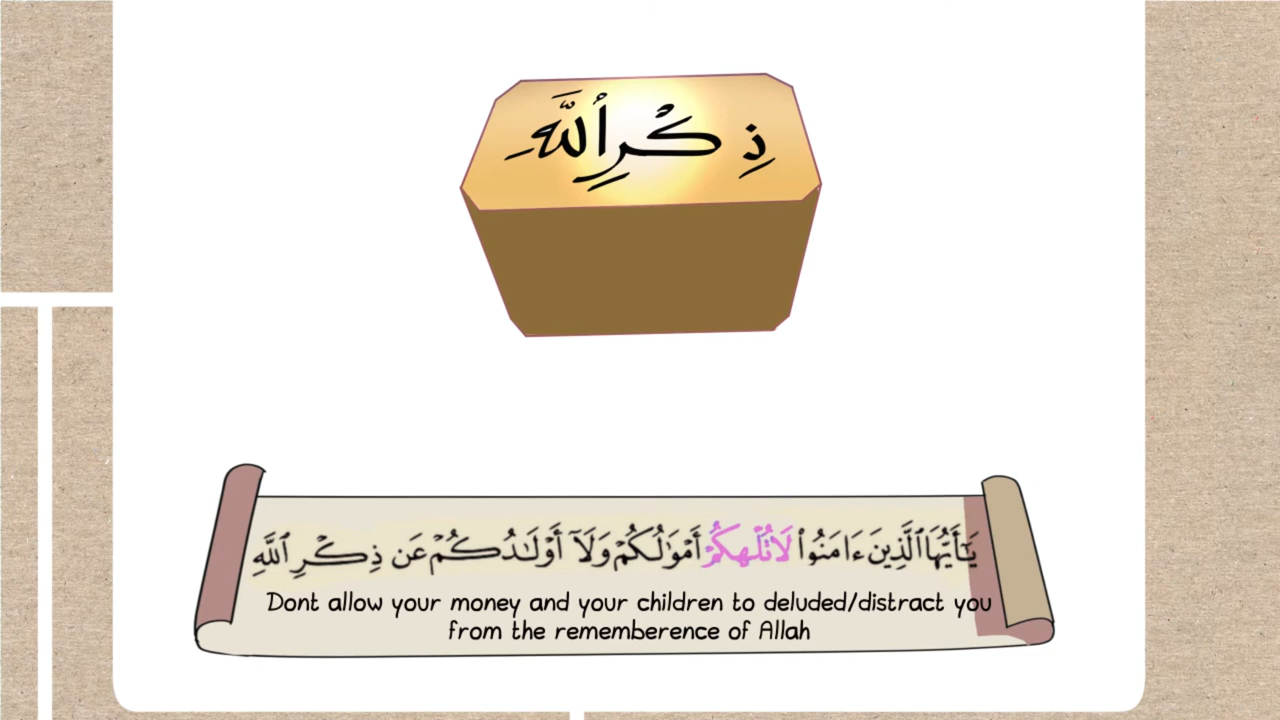 ذِكْرِ اُللَّهِ
يَٰٓأَيُّهَا ٱلَّذِينَ ءَامَنُوا۟ لَا تُلْهِكُمْ أَمْوَٰلُكُمْ وَلَآ أَوْلَٰدُكُمْ عَن ذِكْرِ ٱللَّهِ
Dont allow your money and your children to deluded/distract you
from the rememberence of Allah